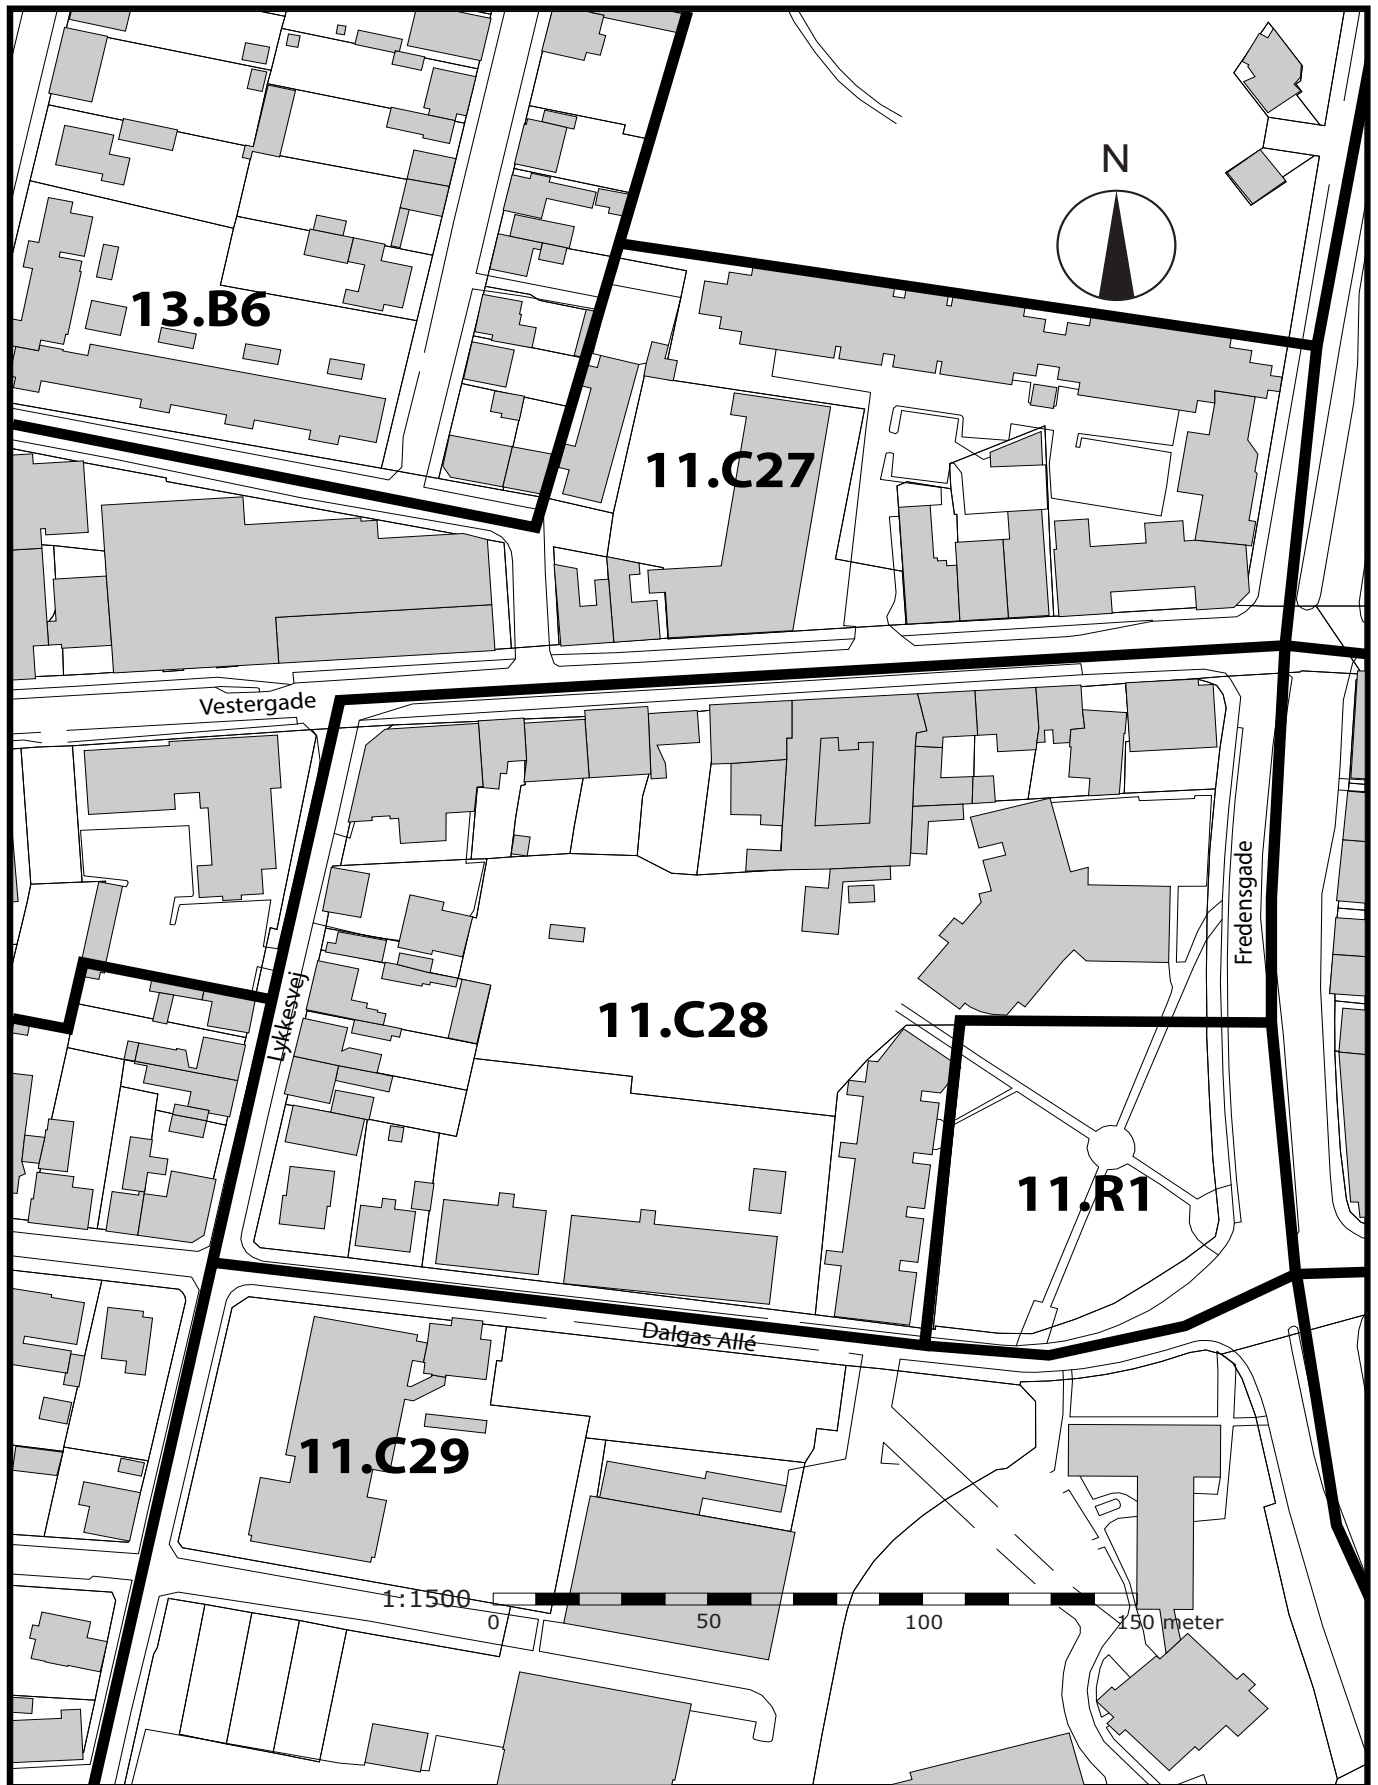 N
13.B6
11.C27
Vestergade
Fredensgade
Lykkesvej
11.C28
11.R1
Dalgas Allé
11.C29
1:1500
0 50 100 150 meter